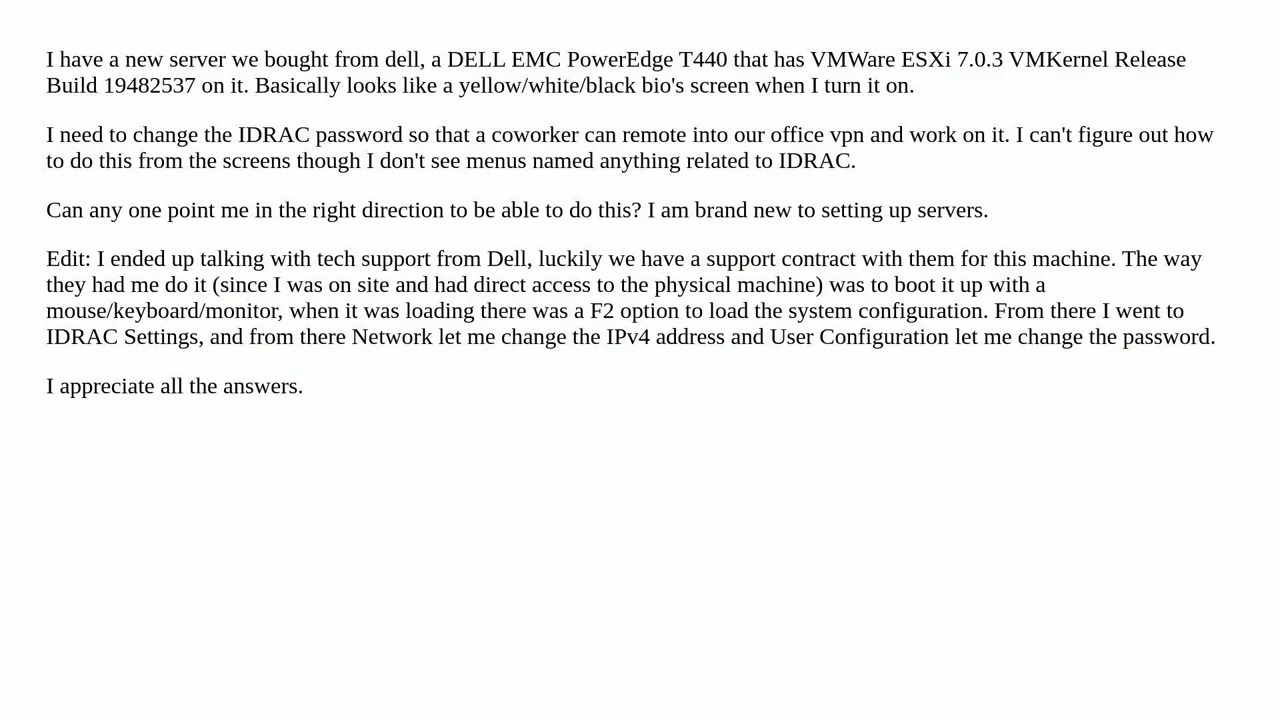 I have a new server we bought from dell, a DELL EMC PowerEdge T440 that has VMWare ESXi 7.0.3 VMKernel Release
Build 19482537 on it. Basically looks like a yellow/white/black bio's screen when I turn it on.
I need to change the IDRAC password so that a coworker can remote into our office vpn and work on it. I can't figure out how
to do this from the screens though I don't see menus named anything related to IDRAC.
Can any one point me in the right direction to be able to do this? I am brand new to setting up servers.
Edit: I ended up talking with tech support from Dell, luckily we have a support contract with them for this machine. The way
they had me do it (since I was on site and had direct access to the physical machine) was to boot it up with a
mouse/keyboard/monitor, when it was loading there was a F2 option to load the system configuration. From there I went to
IDRAC Settings, and from there Network let me change the IPv4 address and User Configuration let me change the password.
I appreciate all the answers.